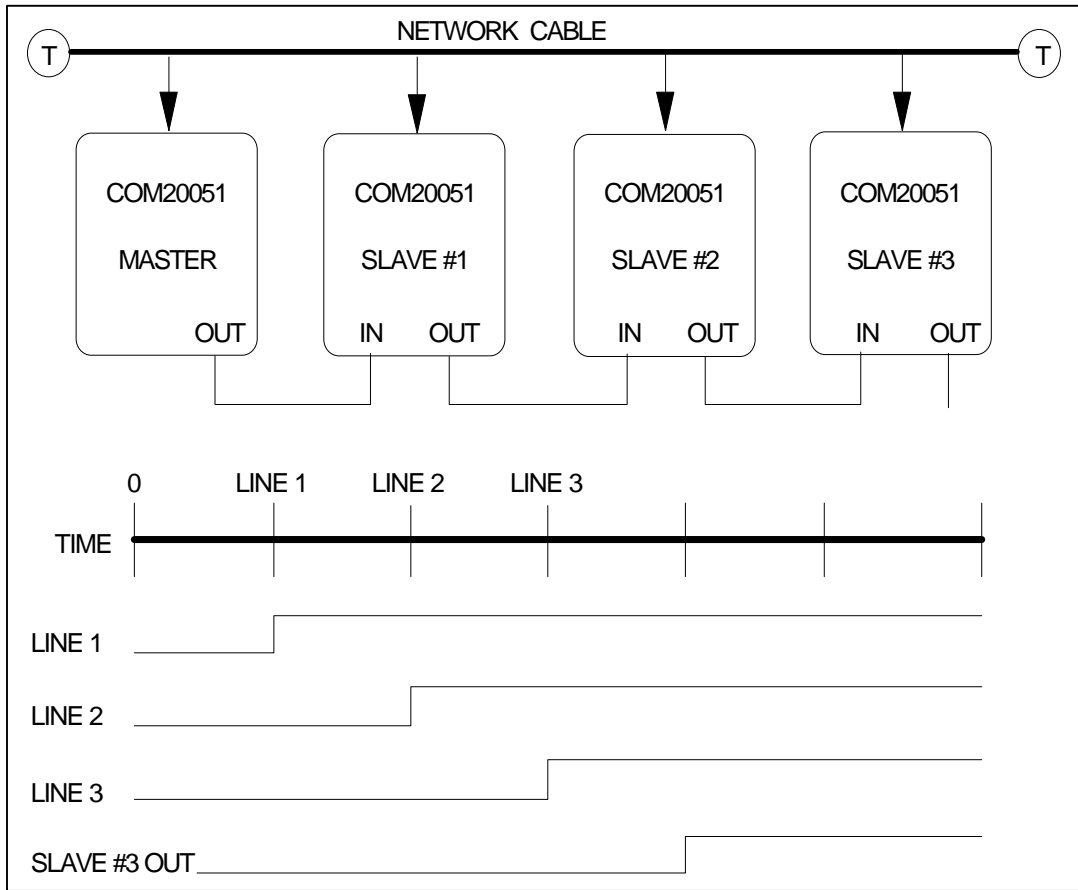 NETWORK CABLE
T T
COM20051 COM20051 COM20051 COM20051
MASTER SLAVE #1 SLAVE #2 SLAVE #3
OUT IN OUT IN OUT IN OUT
0 LINE 1 LINE 2 LINE 3
TIME
LINE 1
LINE 2
LINE 3
SLAVE #3 OUT